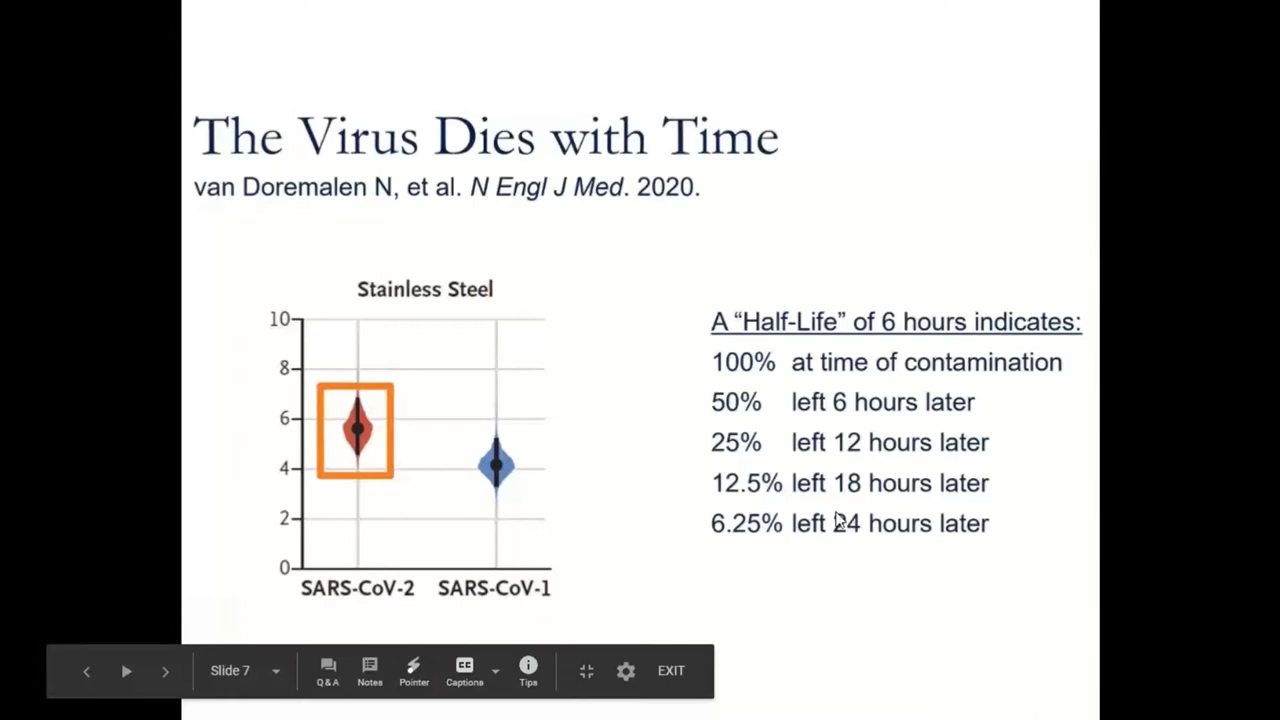 The Virus Dies with Time
van Doremalen N, et al. N Engl J Med. 2020.
Stainless Steel
10
8
6
4
2
0
SARS-CoV-2 SARS-CoV-1
A “Half-Life” of 6 hours indicates:
100% at time of contamination
50% left 6 hours later
25% left 12 hours later
12.5% left 18 hours later
6.25% left 24 hours later
Slide 7
Q&A
Notes
Pointer
CC
Captions
Tips
EXIT